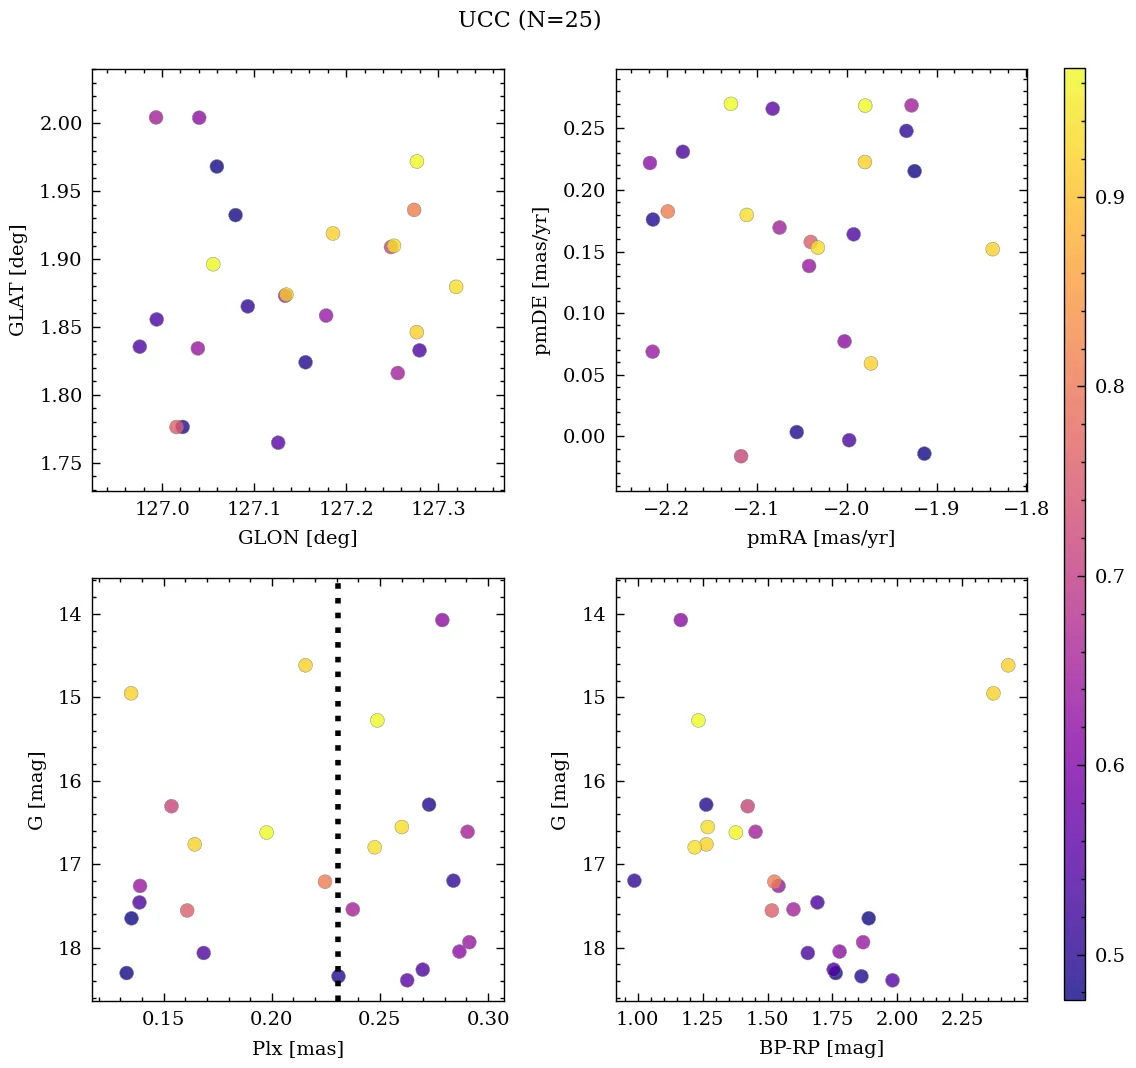 UCC (N=25)
2.00
1.95
1.90
1.85
1.80
1.75
GLAT [deg]
127.0 127.1 127.2 127.3
GLON [deg]
0.25
0.20
0.15
0.10
0.05
0.00
pmDE [mas/yr]
−2.2 −2.1 −2.0 −1.9 −1.8
pmRA [mas/yr]
14
15
16
17
18
G [mag]
0.15 0.20 0.25 0.30
Plx [mas]
14
15
16
17
18
G [mag]
1.00 1.25 1.50 1.75 2.00 2.25
BP-RP [mag]
0.9
0.8
0.7
0.6
0.5